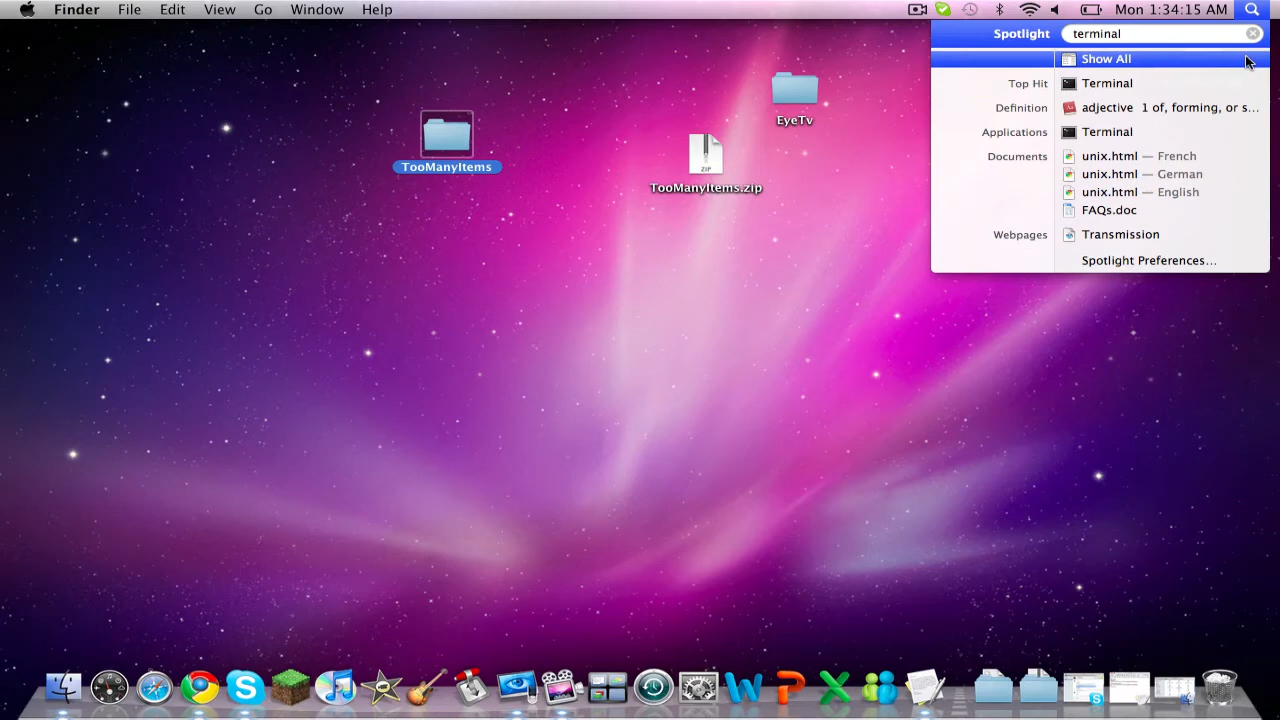 Finder File Edit View Go Window Help Mon 1:34:15 AM
Spotlight terminal
Show All
Top Hit Terminal
Definition adjective 1 of, forming, or s...
Applications Terminal
Documents unix.html — French
unix.html — German
unix.html — English
FAQs.doc
Webpages Transmission
Spotlight Preferences...
EyeTv
TooManyItems
ZIP
TooManyItems.zip